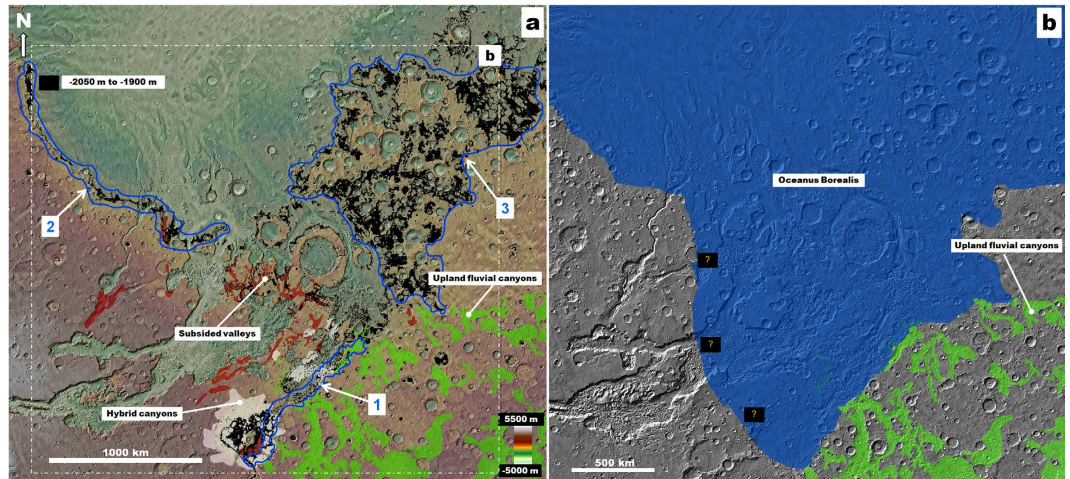 N
a
b
-2050 m to -1900 m
2
3
Upland fluvial canyons
Subsided valleys
Hybrid canyons
1
5500 m
-5000 m
1000 km
b
Oceanus Borealis
Upland fluvial canyons
?
?
?
500 km